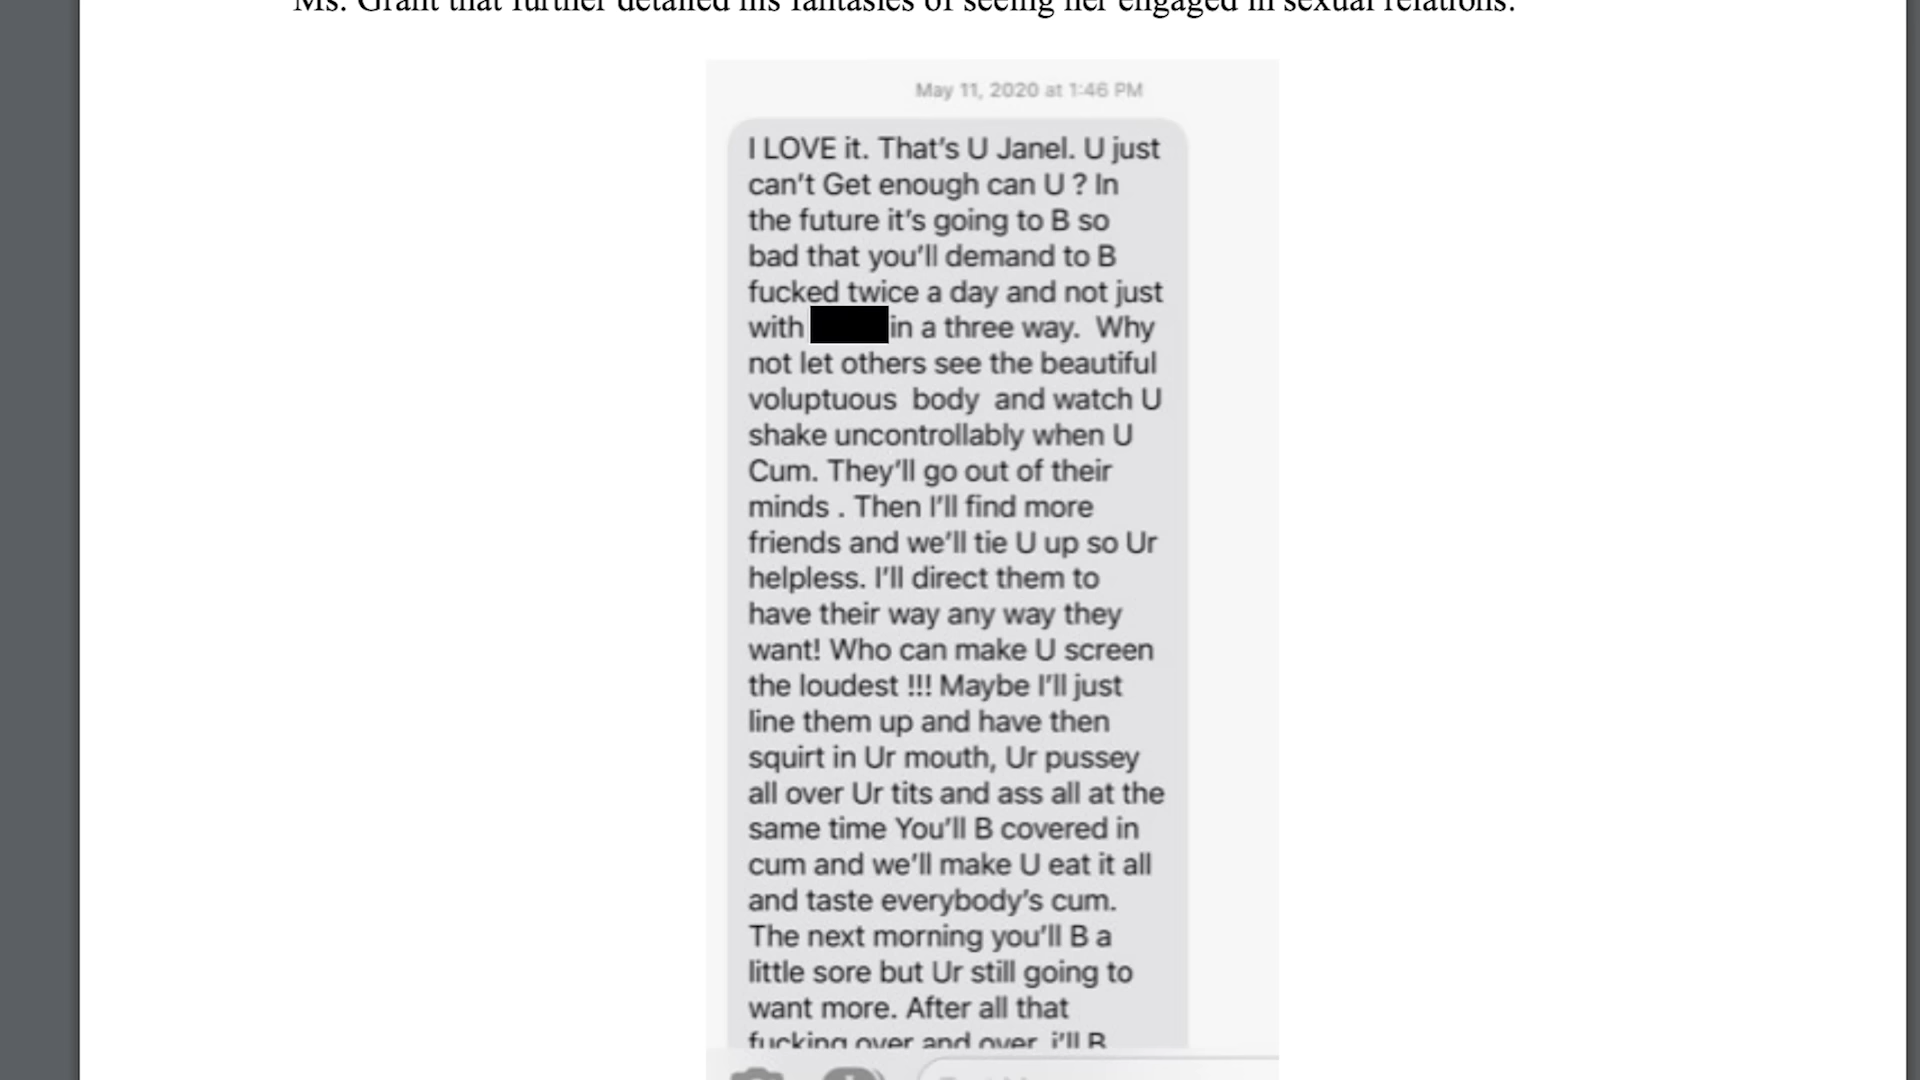 Ms. Grant that further detailed his fantasies of seeing her engaged in sexual relations.
May 11, 2020 at 1:46 PM
I LOVE it. That's U Janel. U just
can't Get enough can U ? In
the future it's going to B so
bad that you'll demand to B
fucked twice a day and not just
with in a three way. Why
not let others see the beautiful
voluptuous body and watch U
shake uncontrollably when U
Cum. They'll go out of their
minds . Then I'll find more
friends and we'll tie U up so Ur
helpless. I'll direct them to
have their way any way they
want! Who can make U screen
the loudest !!! Maybe I'll just
line them up and have then
squirt in Ur mouth, Ur pussey
all over Ur tits and ass all at the
same time You'll B covered in
cum and we'll make U eat it all
and taste everybody's cum.
The next morning you'll B a
little sore but Ur still going to
want more. After all that
fucking over and over i'll B